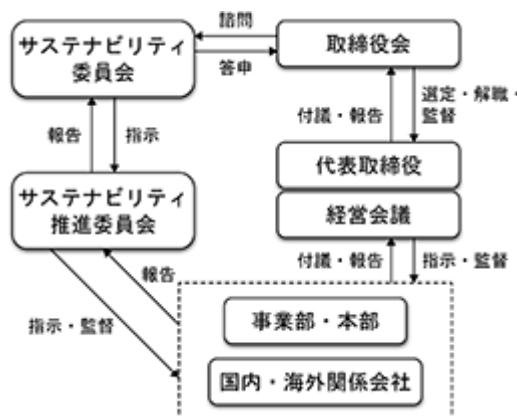 諮問
サステナビリティ
委員会
取締役会
答申
選定・解職・
監督
付議・報告
報告
指示
代表取締役
サステナビリティ
推進委員会
経営会議
報告
付議・報告
指示・監督
指示・監督
事業部・本部
国内・海外関係会社